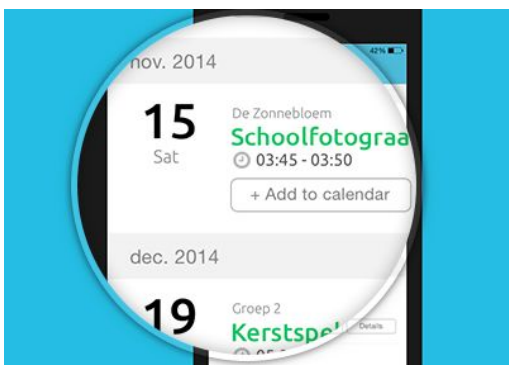 42%
nov. 2014
15
Sat
De Zonnebloem
Schoolfotograa
03:45 - 03:50
+ Add to calendar
dec. 2014
19
Groep 2
Kerstspel
Details